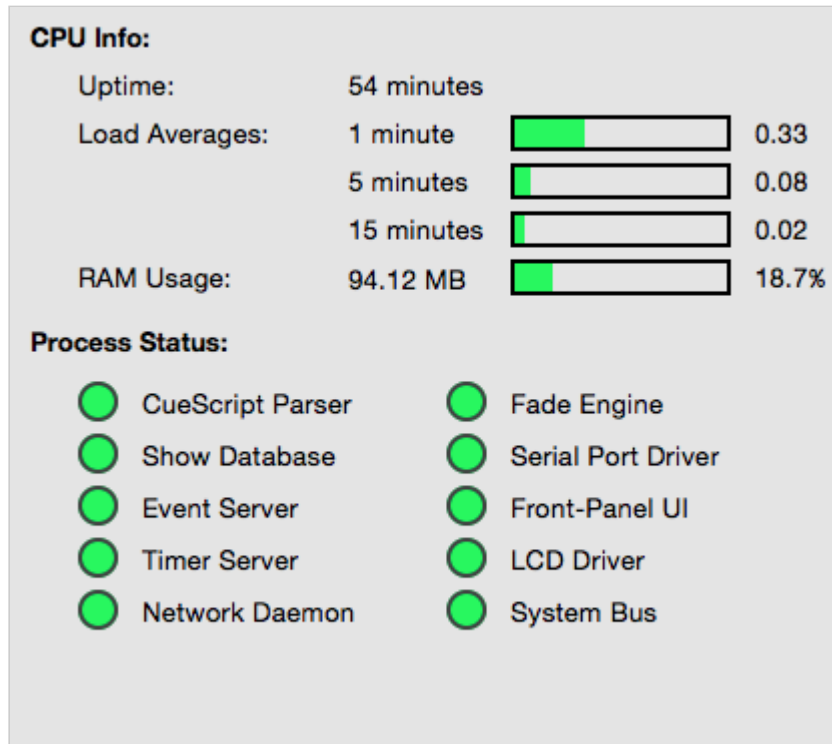 CPU Info:
Uptime: 54 minutes
Load Averages: 1 minute 0.33
5 minutes 0.08
15 minutes 0.02
RAM Usage: 94.12 MB 18.7%
Process Status:
CueScript Parser Fade Engine
Show Database Serial Port Driver
Event Server Front-Panel UI
Timer Server LCD Driver
Network Daemon System Bus